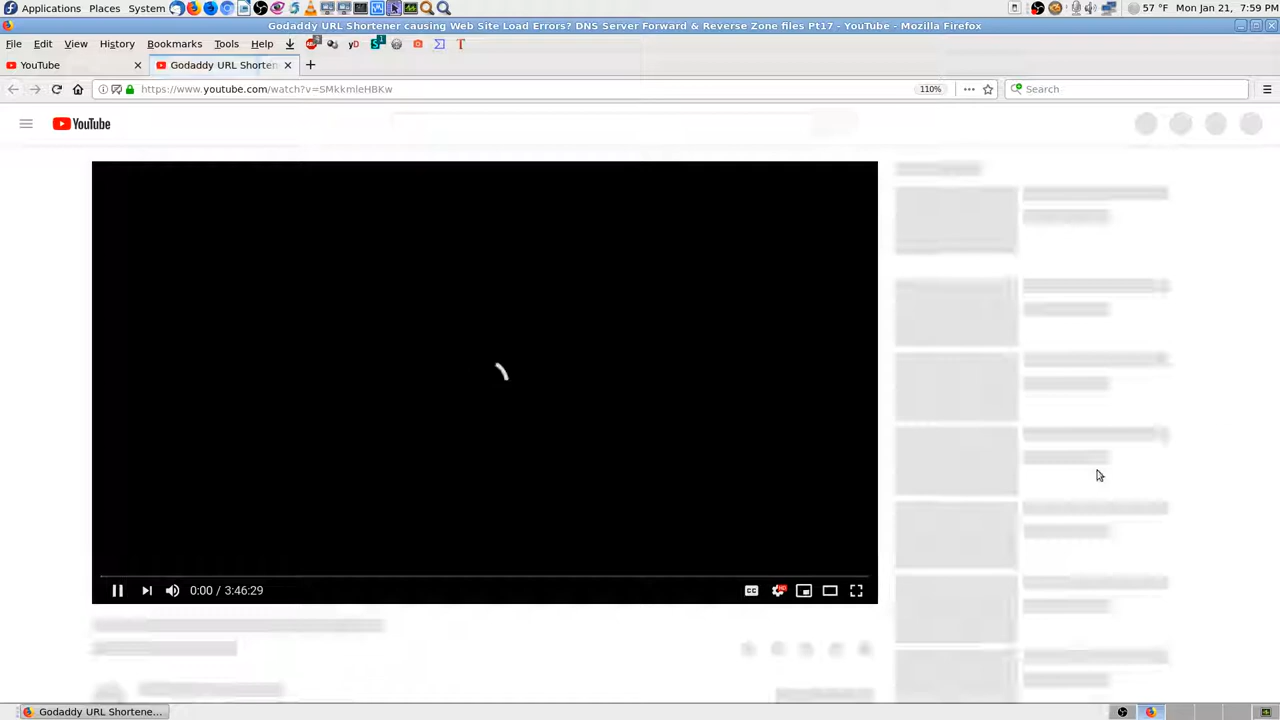 Applications Places System 57 °F Mon Jan 21, 7:59 PM
Godaddy URL Shortener causing Web Site Load Errors? DNS Server Forward & Reverse Zone files Pt17 - YouTube - Mozilla Firefox
File Edit View History Bookmarks Tools Help
YouTube Godaddy URL Shorten
https://www.youtube.com/watch?v=SMkkmleHBKw 110% Search
YouTube
0:00 / 3:46:29
Godaddy URL Shortene...